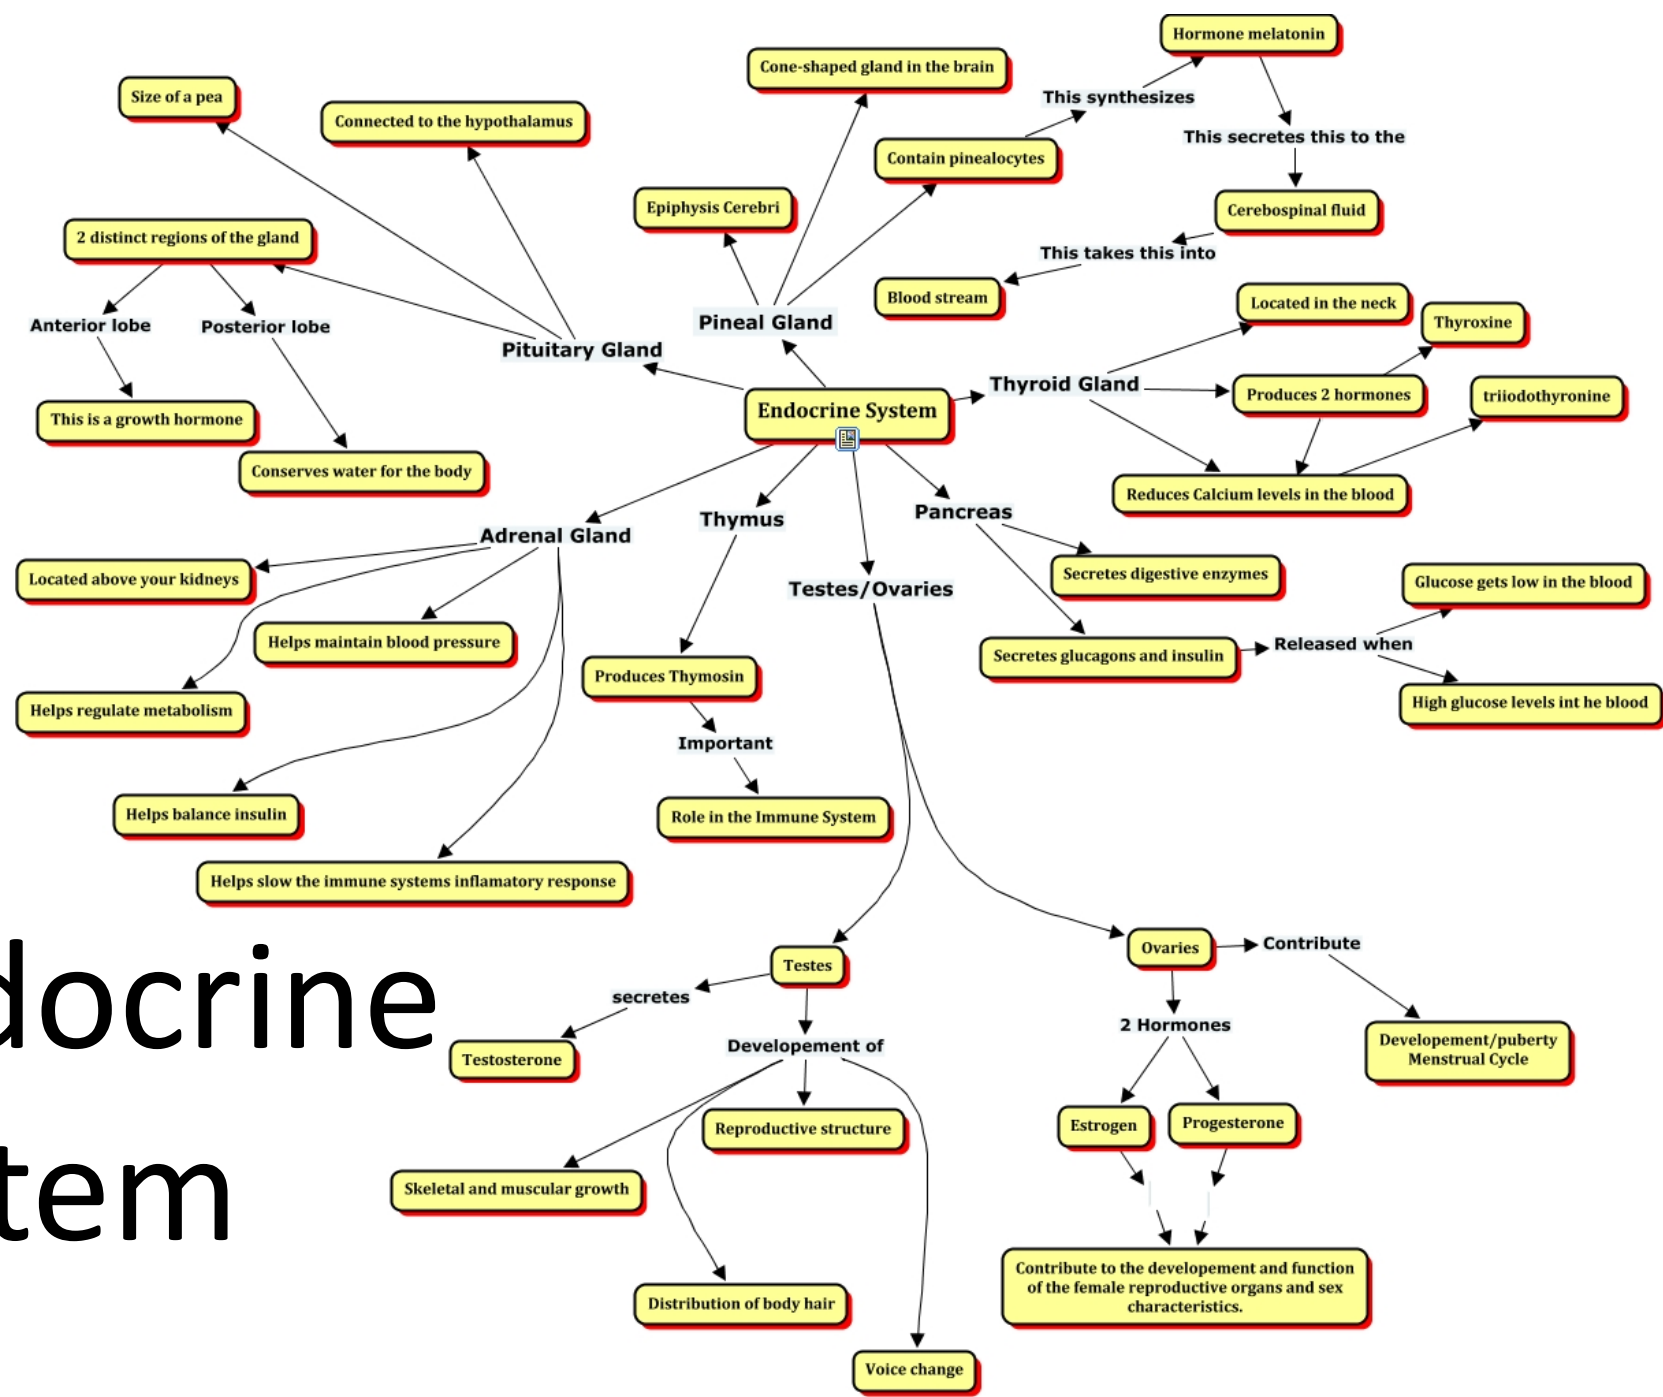 Hormone melatonin
Cone-shaped gland in the brain
Size of a pea
This synthesizes
Connected to the hypothalamus
This secretes this to the
Contain pinealocytes
Epiphysis Cerebri
Cerebospinal fluid
2 distinct regions of the gland
This takes this into
Blood stream
Located in the neck
Anterior lobe
Posterior lobe
Pineal Gland
Thyroxine
Pituitary Gland
Thyroid Gland
Produces 2 hormones
triiodothyronine
Endocrine System
This is a growth hormone
Conserves water for the body
Reduces Calcium levels in the blood
Pancreas
Thymus
Adrenal Gland
Located above your kidneys
Secretes digestive enzymes
Glucose gets low in the blood
Testes/Ovaries
Helps maintain blood pressure
Released when
Secretes glucagons and insulin
Produces Thymosin
High glucose levels int he blood
Helps regulate metabolism
Important
Helps balance insulin
Role in the Immune System
Helps slow the immune systems inflamatory response
docrine
tem
Testes
Ovaries
Contribute
secretes
2 Hormones
Developement of
Testosterone
Developement/puberty
Menstrual Cycle
Reproductive structure
Estrogen
Progesterone
Skeletal and muscular growth
Contribute to the developement and function
of the female reproductive organs and sex
characteristics.
Distribution of body hair
Voice change